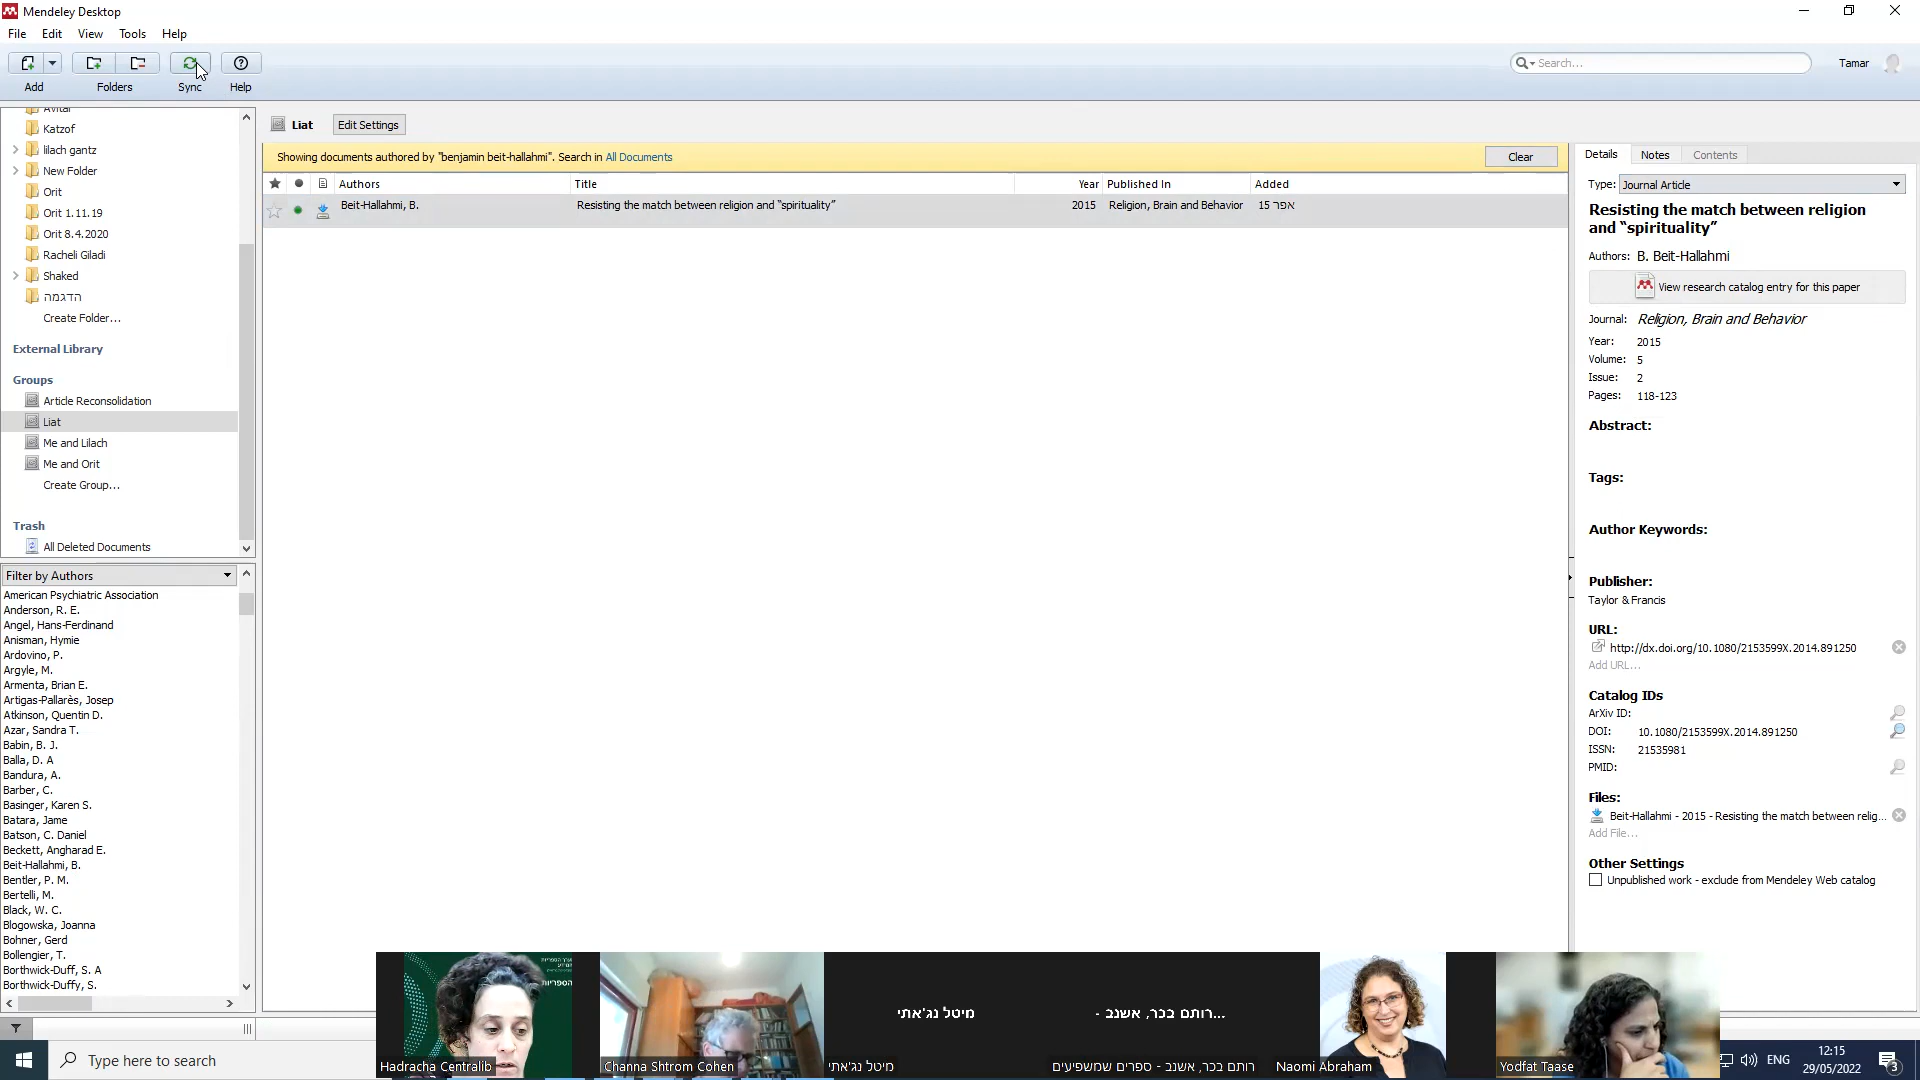 Mendeley Desktop
File Edit View Tools Help
Add Folders Sync Help
Search...
Tamar
Avital
Katzof
lilach gantz
New Folder
Orit
Orit 1.11.19
Orit 8.4.2020
Racheli Giladi
Shaked
הדגמה
Create Folder...
External Library
Groups
Article Reconsolidation
Liat
Me and Lilach
Me and Orit
Create Group...
Trash
All Deleted Documents
Filter by Authors
American Psychiatric Association
Anderson, R. E.
Angel, Hans-Ferdinand
Anisman, Hymie
Ardovino, P.
Argyle, M.
Armenta, Brian E.
Artigas-Pallarès, Josep
Atkinson, Quentin D.
Azar, Sandra T.
Babin, B. J.
Balla, D. A
Bandura, A.
Barber, C.
Basinger, Karen S.
Batara, Jame
Batson, C. Daniel
Beckett, Angharad E.
Beit-Hallahmi, B.
Bentler, P. M.
Bertelli, M.
Black, W. C.
Blogowska, Joanna
Bohner, Gerd
Bollengier, T.
Borthwick-Duff, S. A
Borthwick-Duffy, S.
Liat Edit Settings
Showing documents authored by "benjamin beit-hallahmi". Search in All Documents Clear
Authors Title Year Published In Added
Beit-Hallahmi, B. Resisting the match between religion and “spirituality” 2015 Religion, Brain and Behavior 15 אפר
Details Notes Contents
Type: Journal Article
Resisting the match between religion
and “spirituality”
Authors: B. Beit-Hallahmi
View research catalog entry for this paper
Journal: Religion, Brain and Behavior
Year: 2015
Volume: 5
Issue: 2
Pages: 118-123
Abstract:
Tags:
Author Keywords:
Publisher:
Taylor & Francis
URL:
http://dx.doi.org/10.1080/2153599X.2014.891250
Add URL...
Catalog IDs
ArXiv ID:
DOI: 10.1080/2153599X.2014.891250
ISSN: 21535981
PMID:
Files:
Beit-Hallahmi - 2015 - Resisting the match between relig...
Add File...
Other Settings
Unpublished work - exclude from Mendeley Web catalog
Hadracha Centralib
Channa Shtrom Cohen
מיטל נג'אתי
מיטל נג'אתי
רותם בכר, אשנב - ...
רותם בכר, אשנב - ספרים שמשפיעים
Naomi Abraham
Yodfat Taase
Type here to search
ENG
12:15
29/05/2022
3